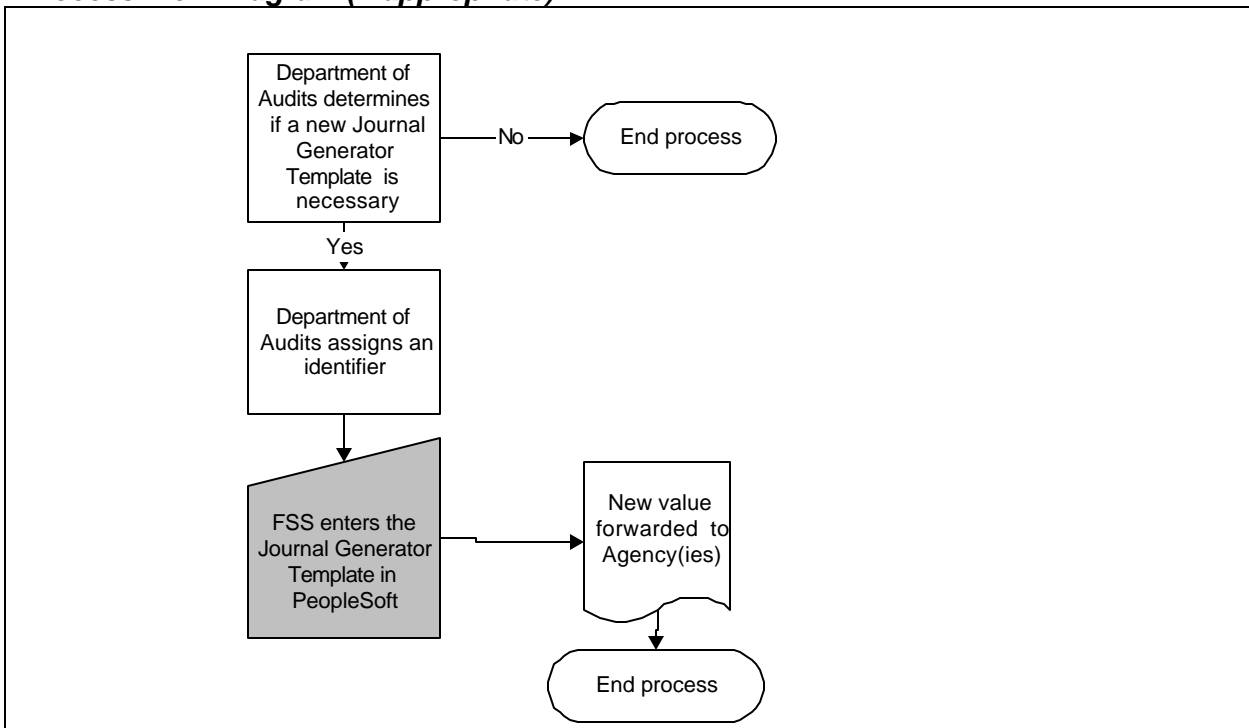 Department of
Audits determines
if a new Journal
Generator
Template is
necessary
No
End process
Yes
Department of
Audits assigns an
identifier
FSS enters the
Journal Generator
Template in
PeopleSoft
New value
forwarded to
Agency(ies)
End process